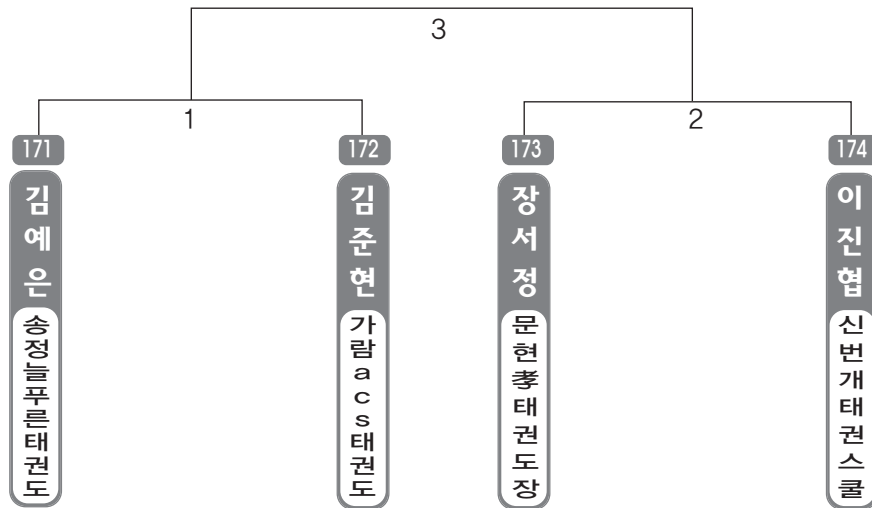 3
1
2
171
김예은
송정늘푸른태권도
172
김준현
가람acs태권도
173
장서정
문현孝태권도장
174
이진협
신번개태권스쿨